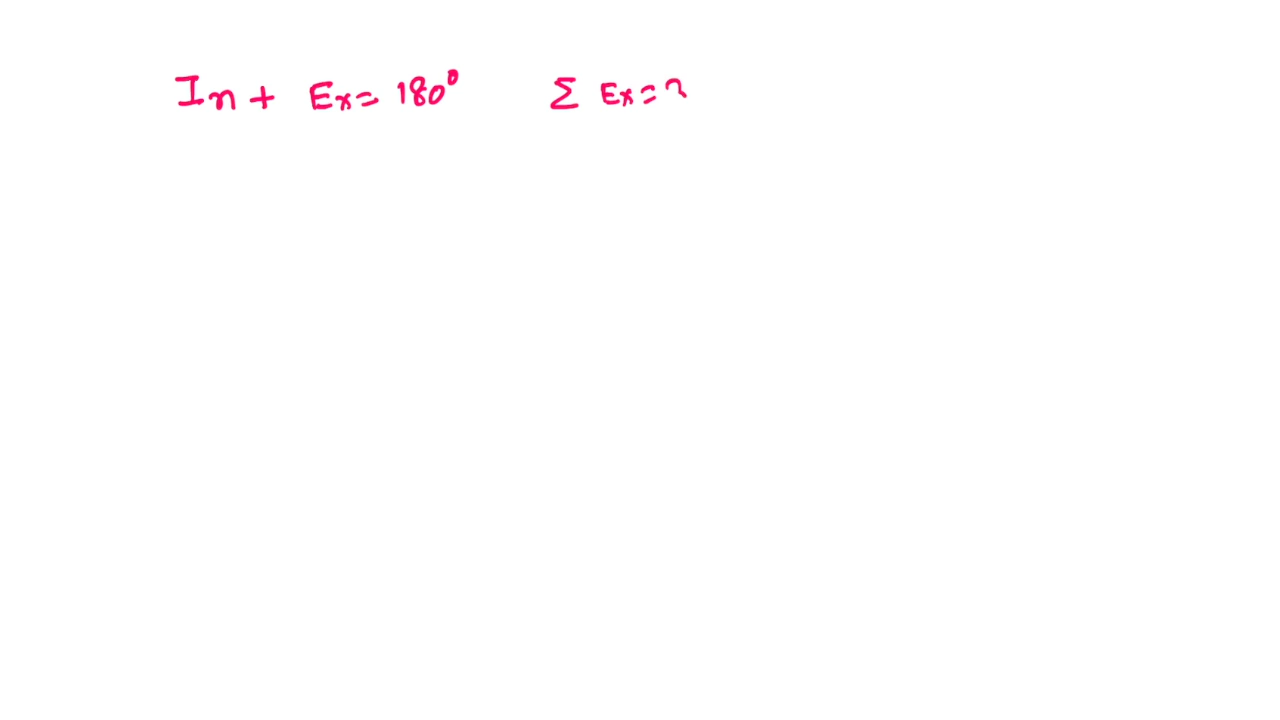 In + Ex = 180° Σ Ex = ?